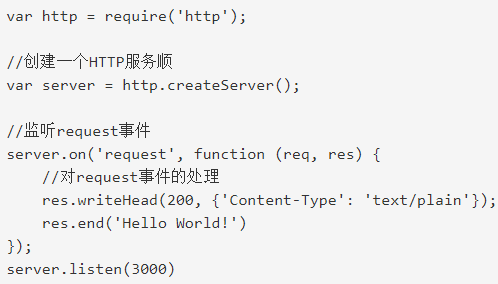 var http = require('http');
//创建一个HTTP服务顺
var server = http.createServer();
//监听request事件
server.on('request', function (req, res) {
//对request事件的处理
res.writeHead(200, {'Content-Type': 'text/plain'});
res.end('Hello World!')
});
server.listen(3000)